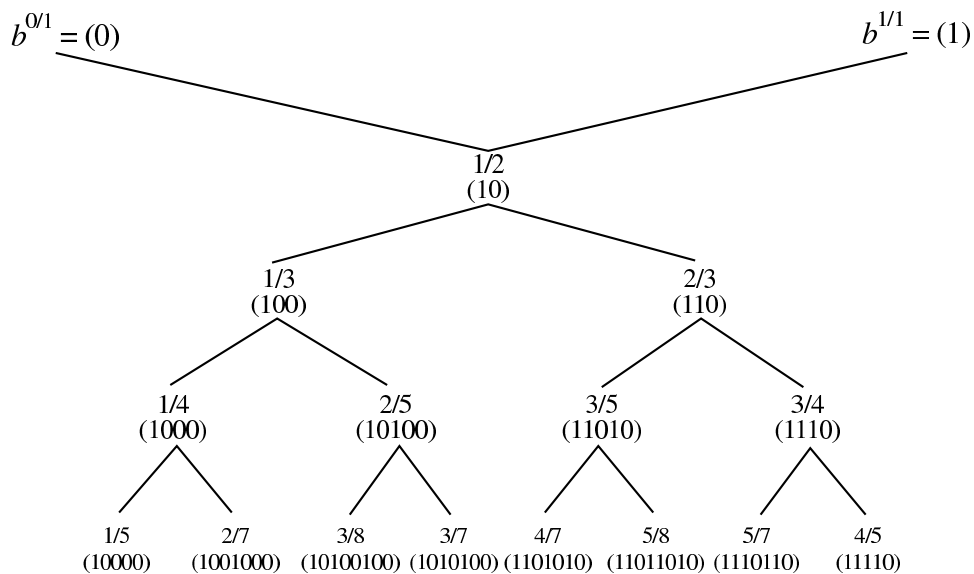 b^0/1 = (0) b^1/1 = (1)
1/2
(10)
1/3 2/3
(100) (110)
1/4 2/5 3/5 3/4
(1000) (10100) (11010) (1110)
1/5 2/7 3/8 3/7 4/7 5/8 5/7 4/5
(10000) (1001000) (10100100) (1010100) (1101010) (11011010) (1110110) (11110)